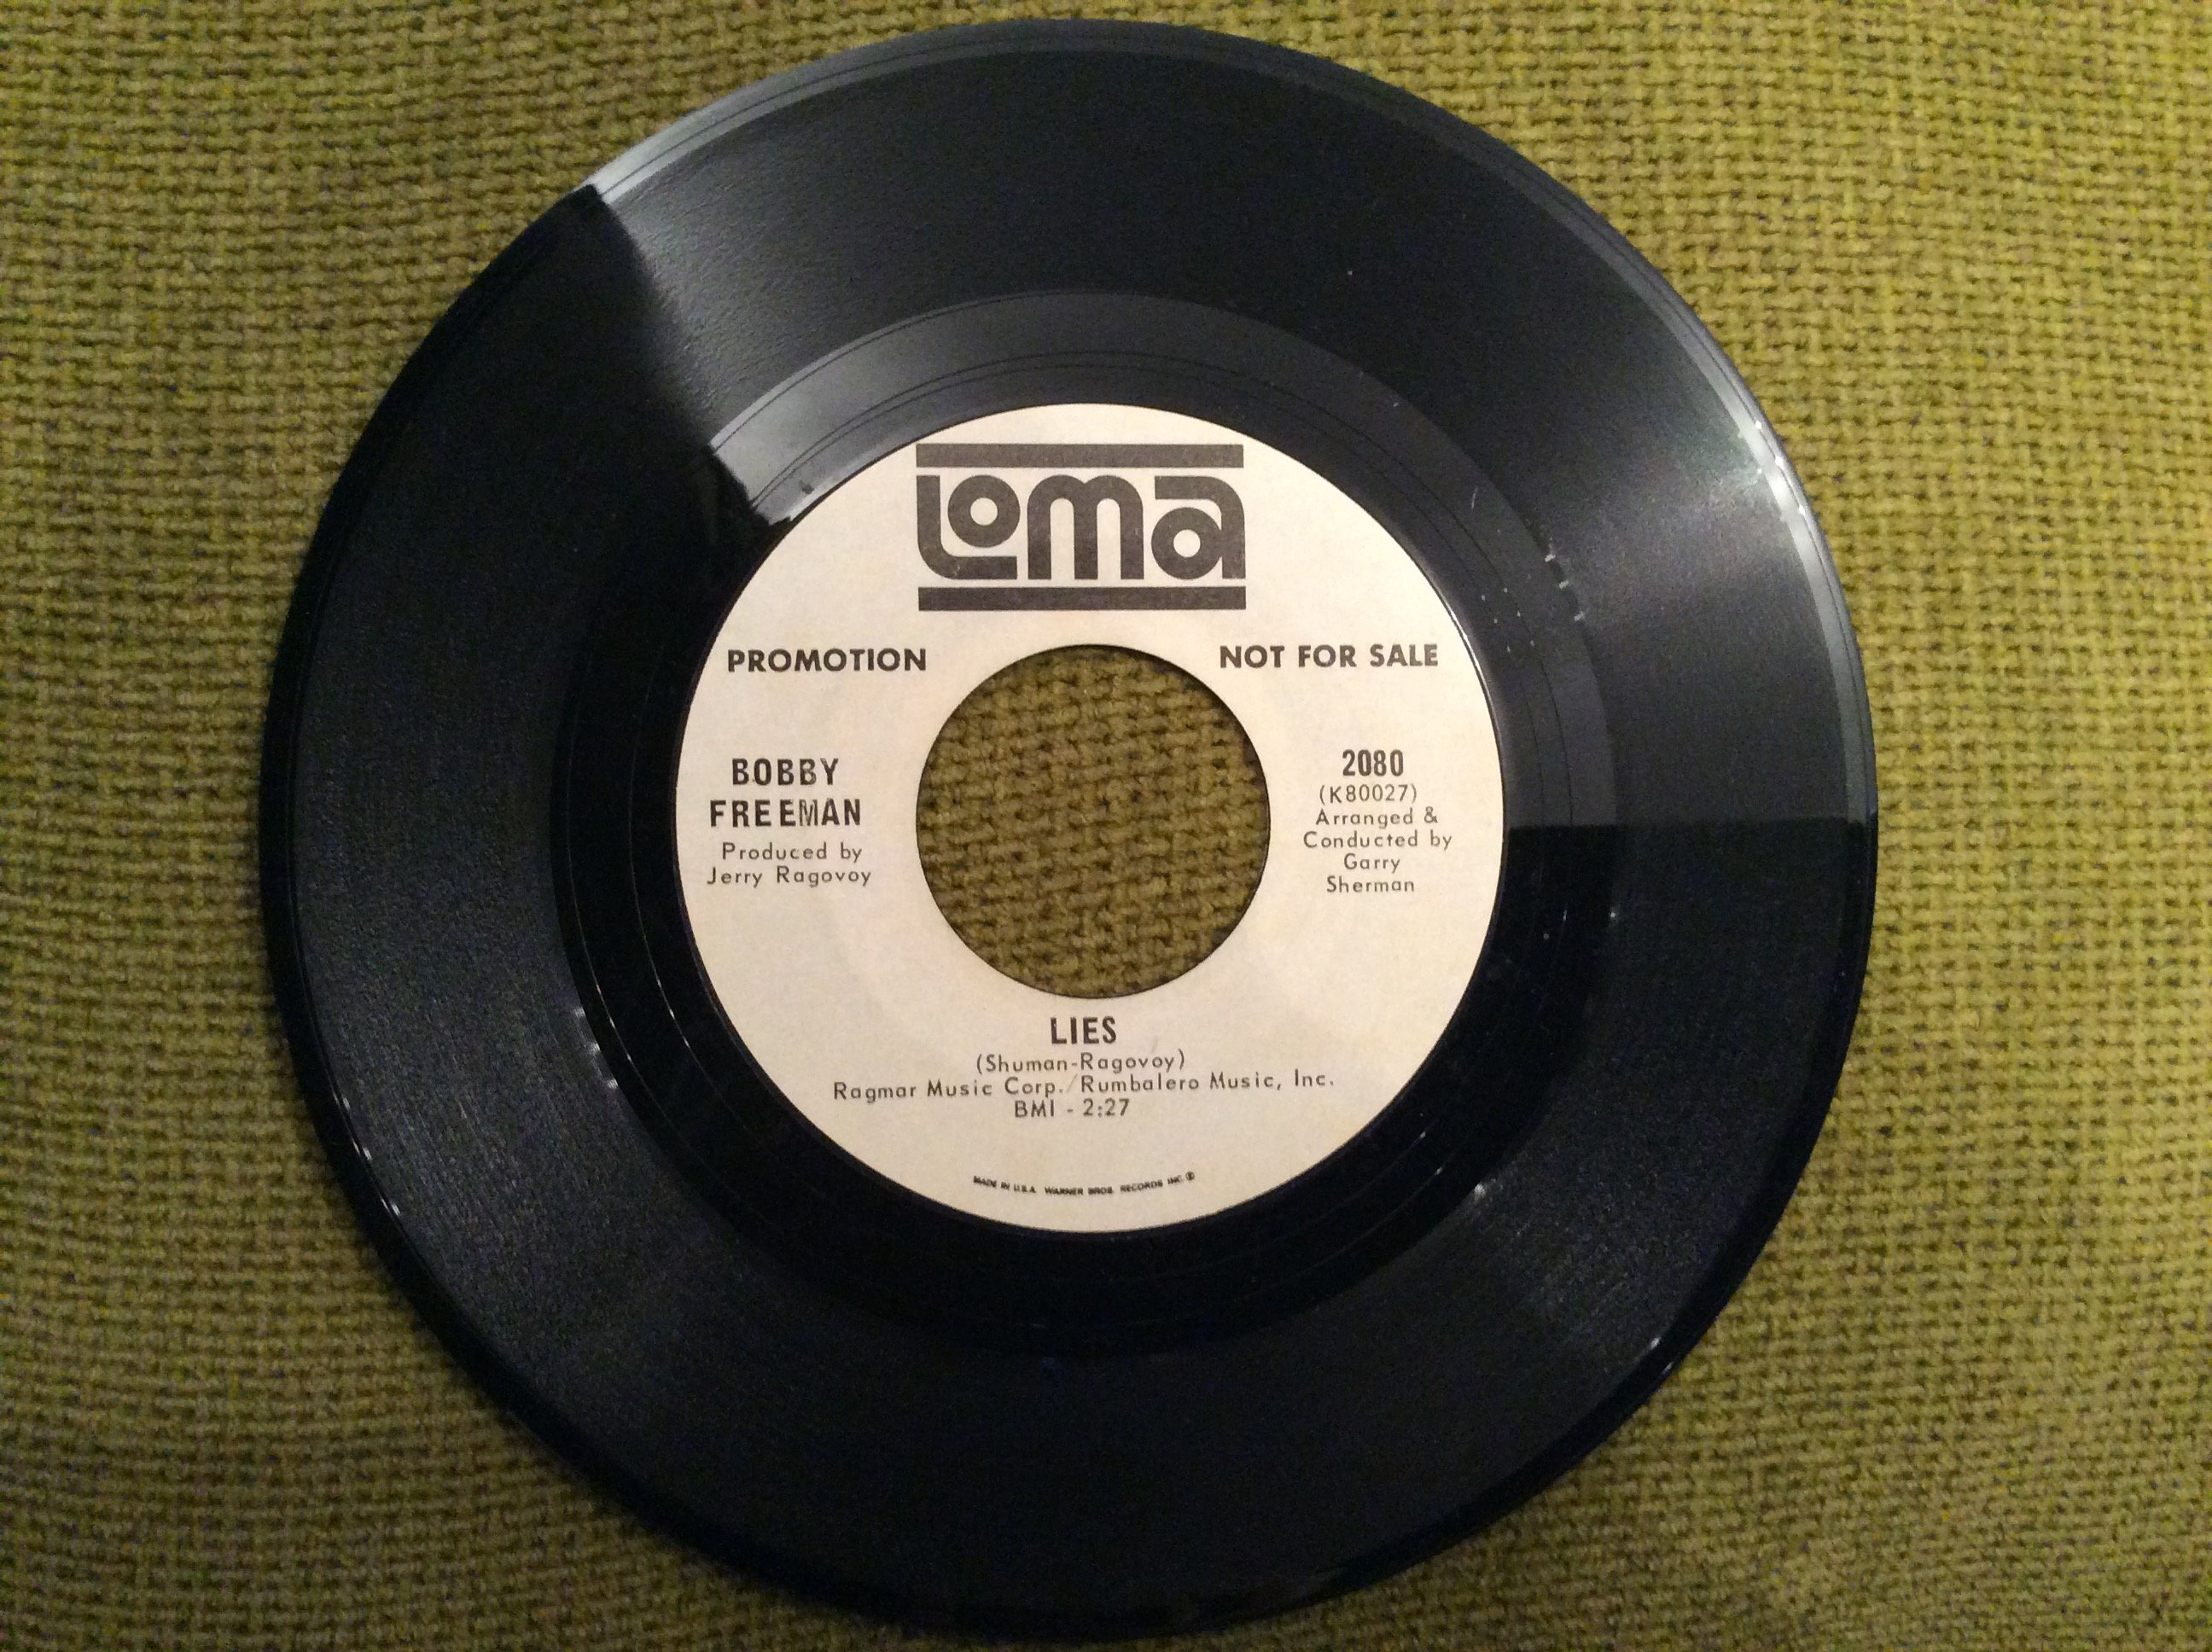 Loma
PROMOTION
NOT FOR SALE
BOBBY
FREEMAN
Produced by
Jerry Ragovoy
2080
(K80027)
Arranged &
Conducted by
Garry
Sherman
LIES
(Shuman-Ragovoy)
Ragmar Music Corp./Rumbalero Music, Inc.
BMI - 2:27
MADE IN U.S.A. WARNER BROS. RECORDS INC. ®